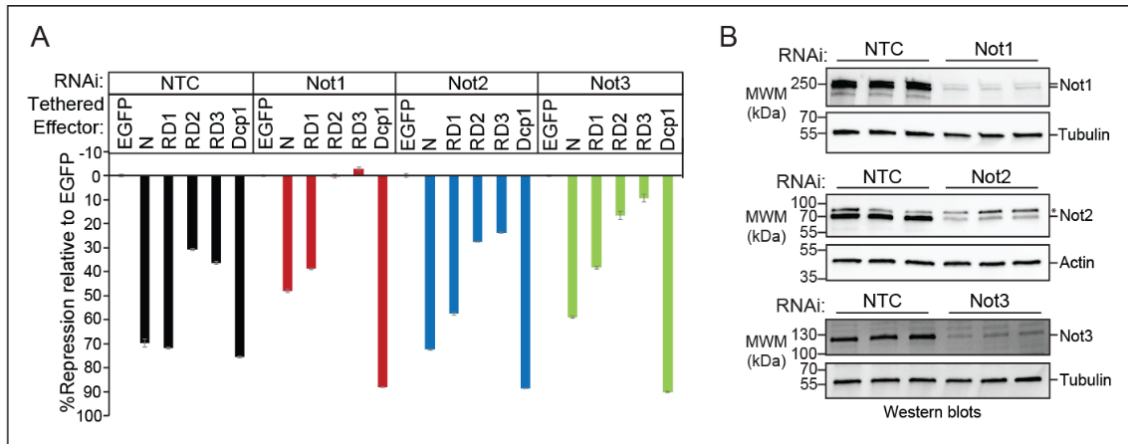 A
RNAi: NTC Not1 Not2 Not3
Tethered
Effector: EGFP N RD1 RD2 RD3 Dcp1 EGFP N RD1 RD2 RD3 Dcp1 EGFP N RD1 RD2 RD3 Dcp1 EGFP N RD1 RD2 RD3 Dcp1
%Repression relative to EGFP
-10
0
10
20
30
40
50
60
70
80
90
100
B
RNAi: NTC Not1
250 Not1
MWM
(kDa)
70
55 Tubulin
RNAi: NTC Not2
100 *
70 Not2
55
MWM
(kDa)
55 Actin
35
RNAi: NTC Not3
130 Not3
100
MWM
(kDa)
70
55 Tubulin
Western blots